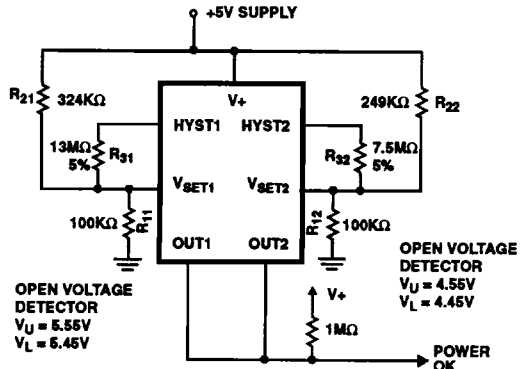 +5V SUPPLY
R21
324KΩ
V+
249KΩ
R22
HYST1
HYST2
13MΩ
5%
R31
R32
7.5MΩ
5%
VSET1
VSET2
100KΩ
R11
R12
100KΩ
OUT1
OUT2
OPEN VOLTAGE
DETECTOR
VU = 5.55V
VL = 5.45V
OPEN VOLTAGE
DETECTOR
VU = 4.55V
VL = 4.45V
V+
1MΩ
POWER
OK